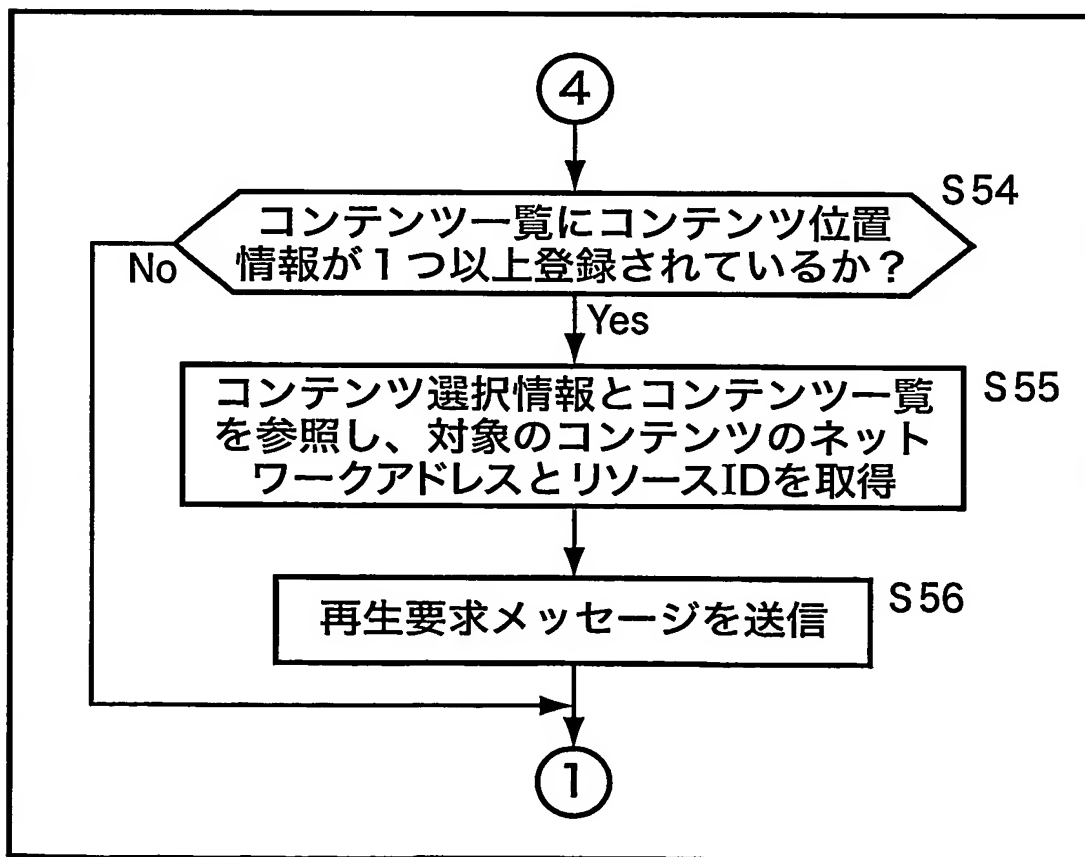 4
S54
コンテンツ一覧にコンテンツ位置
情報が1つ以上登録されているか？
No
Yes
S55
コンテンツ選択情報とコンテンツ一覧
を参照し、対象のコンテンツのネット
ワークアドレスとリソースIDを取得
S56
再生要求メッセージを送信
1